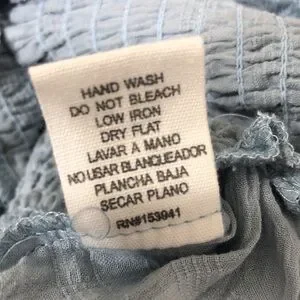 HAND WASH
DO NOT BLEACH
LOW IRON
DRY FLAT
LAVAR A MANO
NO USAR BLANQUEADOR
PLANCHA BAJA
SECAR PLANO
RN#153941